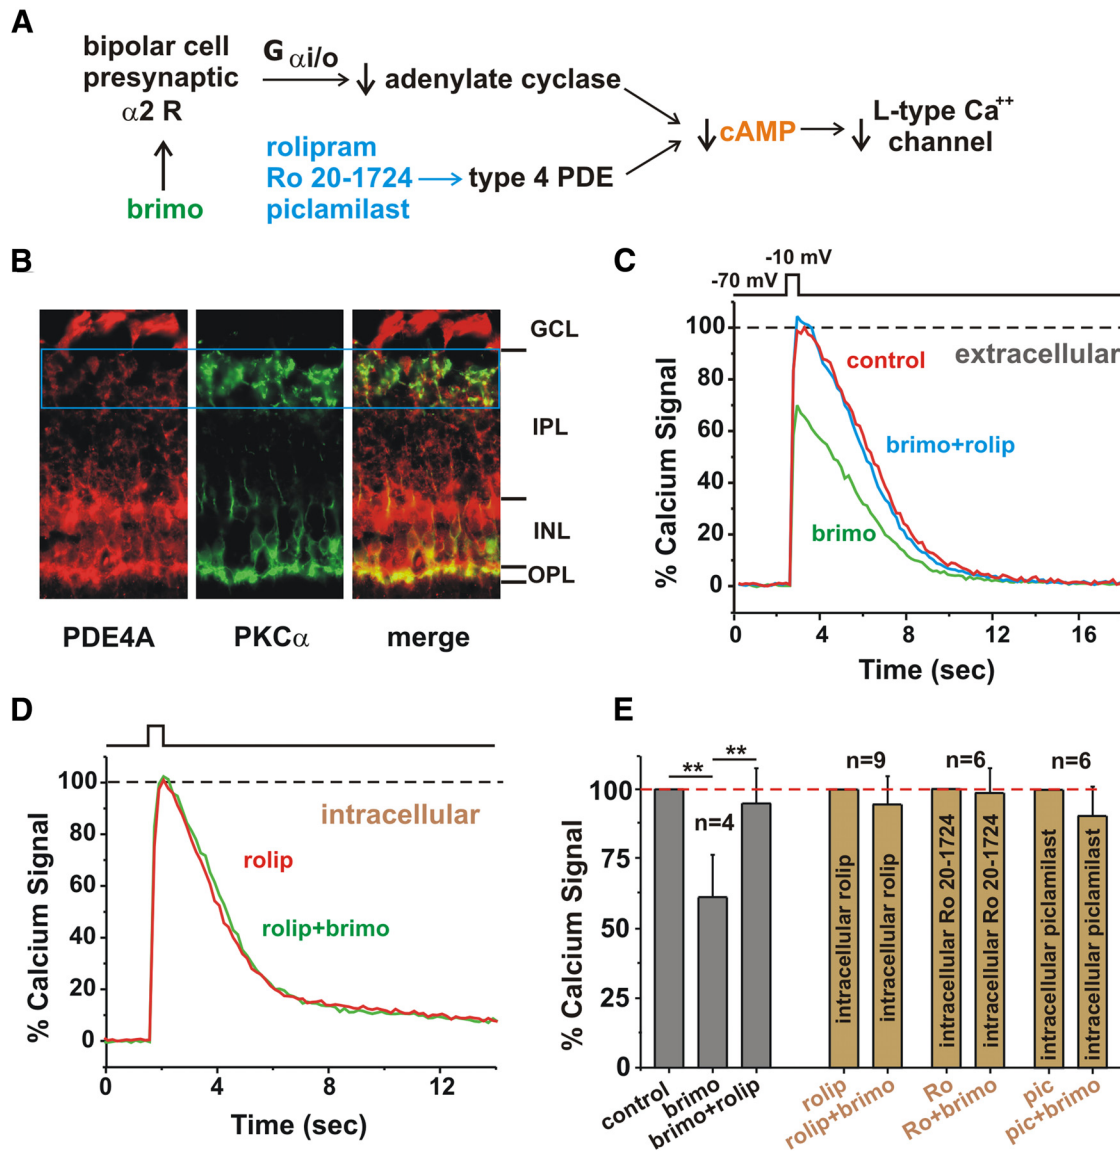 A
bipolar cell
presynaptic
α2 R
G αi/o
adenylate cyclase
cAMP
L-type Ca++
channel
rolipram
Ro 20-1724
piclamilast
type 4 PDE
brimo
B
GCL
IPL
INL
OPL
PDE4A
PKCα
merge
C
-10 mV
-70 mV
extracellular
control
brimo+rolip
brimo
% Calcium Signal
100
80
60
40
20
0
0 4 8 12 16
Time (sec)
D
intracellular
rolip
rolip+brimo
% Calcium Signal
100
80
60
40
20
0
0 4 8 12
Time (sec)
E
% Calcium Signal
100
75
50
25
0
**
**
n=4
n=9
n=6
n=6
intracellular rolip
intracellular rolip
intracellular Ro 20-1724
intracellular Ro 20-1724
intracellular piclamilast
intracellular piclamilast
control
brimo
brimo+rolip
rolip
rolip+brimo
Ro
Ro+brimo
pic
pic+brimo